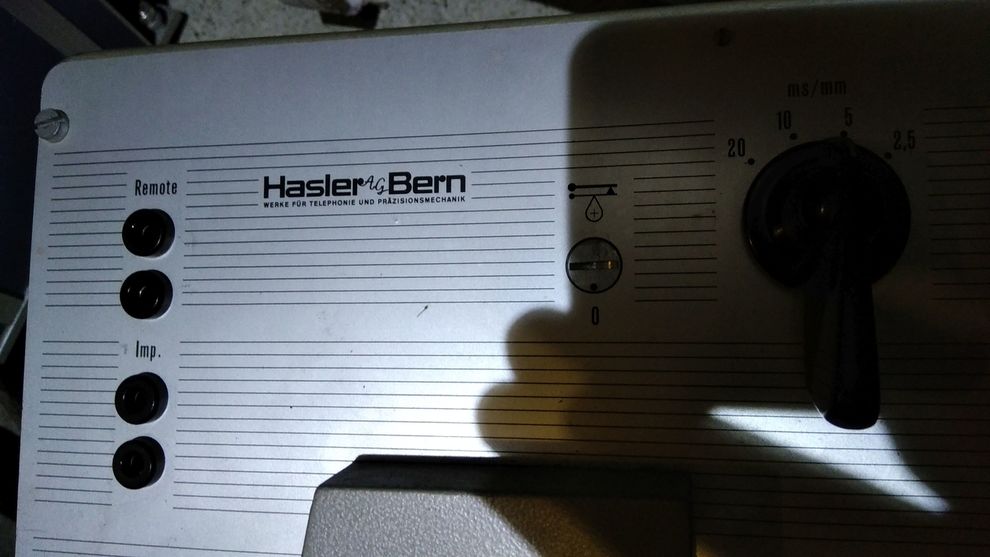 ms/mm
20 10 5 2,5
Remote
Hasler AG Bern
WERKE FÜR TELEPHONIE UND PRÄZISIONSMECHANIK
0
Imp.